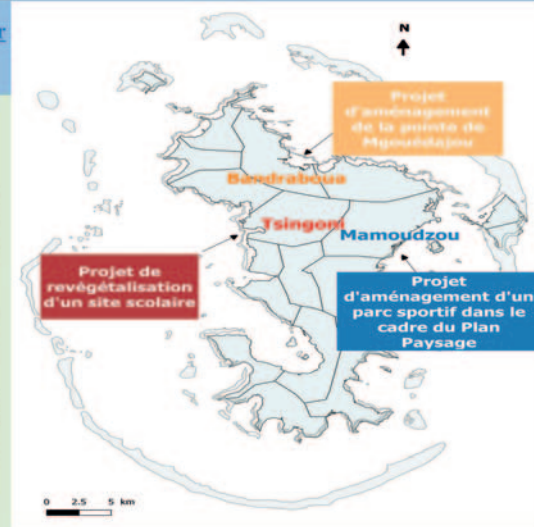 r
N
Projet
d'aménagement
de la pointe de
Mgouédajou
Bandraboua
Tsingoni
Mamoudzou
Projet de
revégétalisation
d'un site scolaire
Projet
d'aménagement d'un
parc sportif dans le
cadre du Plan
Paysage
0 2.5 5 km